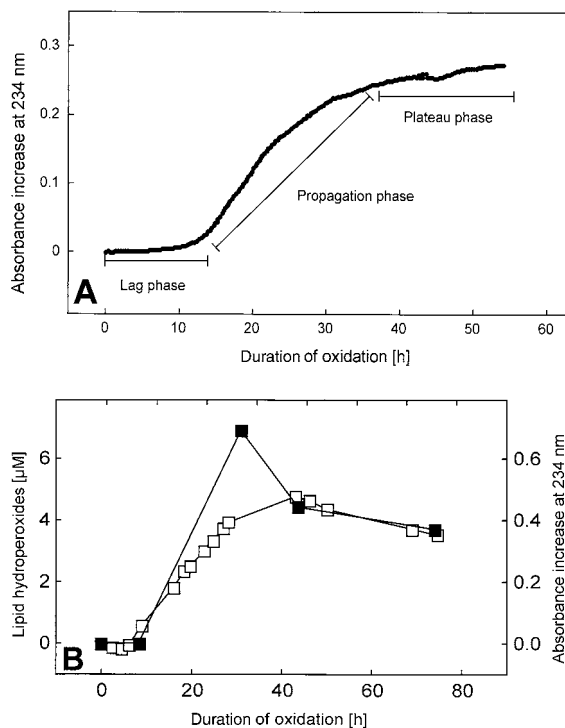 0.3
0.2
0.1
0
Absorbance increase at 234 nm
Plateau phase
Propagation phase
Lag phase
A
0 10 20 30 40 50 60
Duration of oxidation [h]
6
4
2
0
Lipid hydroperoxides [µM]
0.6
0.4
0.2
0.0
Absorbance increase at 234 nm
B
0 20 40 60 80
Duration of oxidation [h]